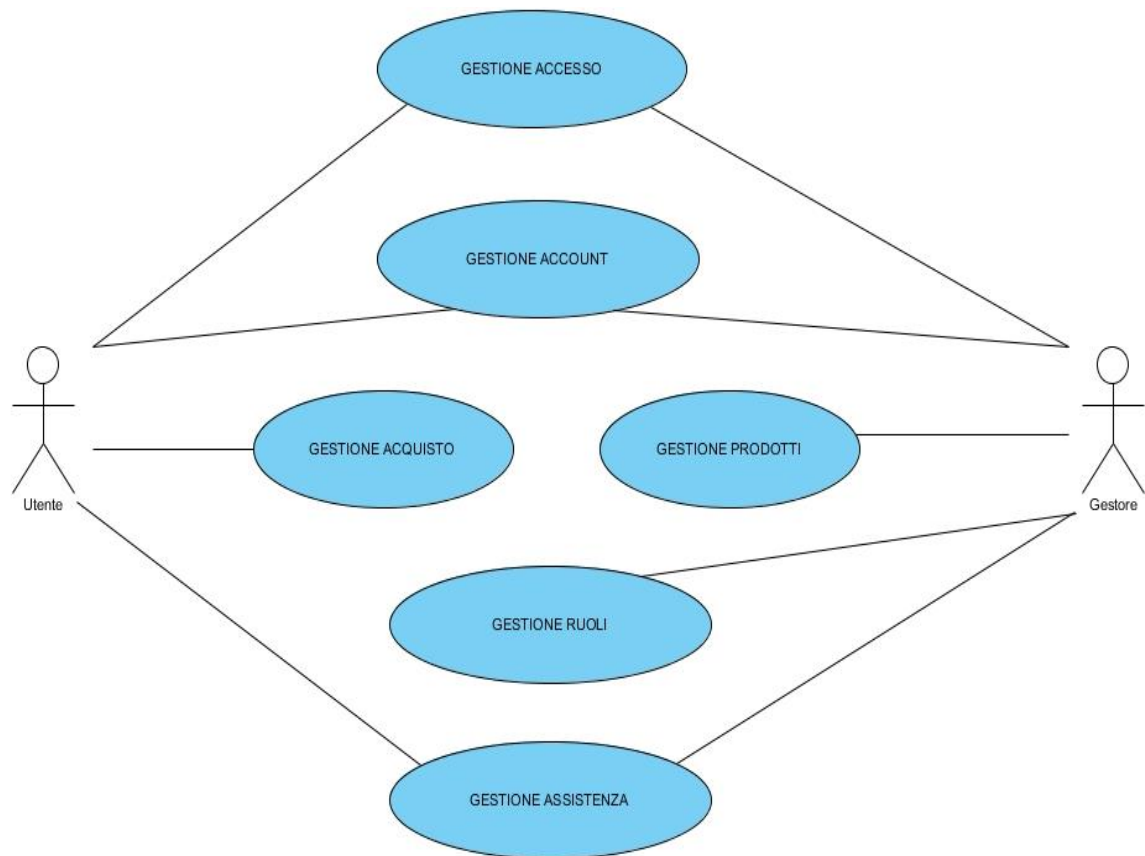 GESTIONE ACCESSO
GESTIONE ACCOUNT
GESTIONE ACQUISTO
GESTIONE PRODOTTI
Utente
Gestore
GESTIONE RUOLI
GESTIONE ASSISTENZA